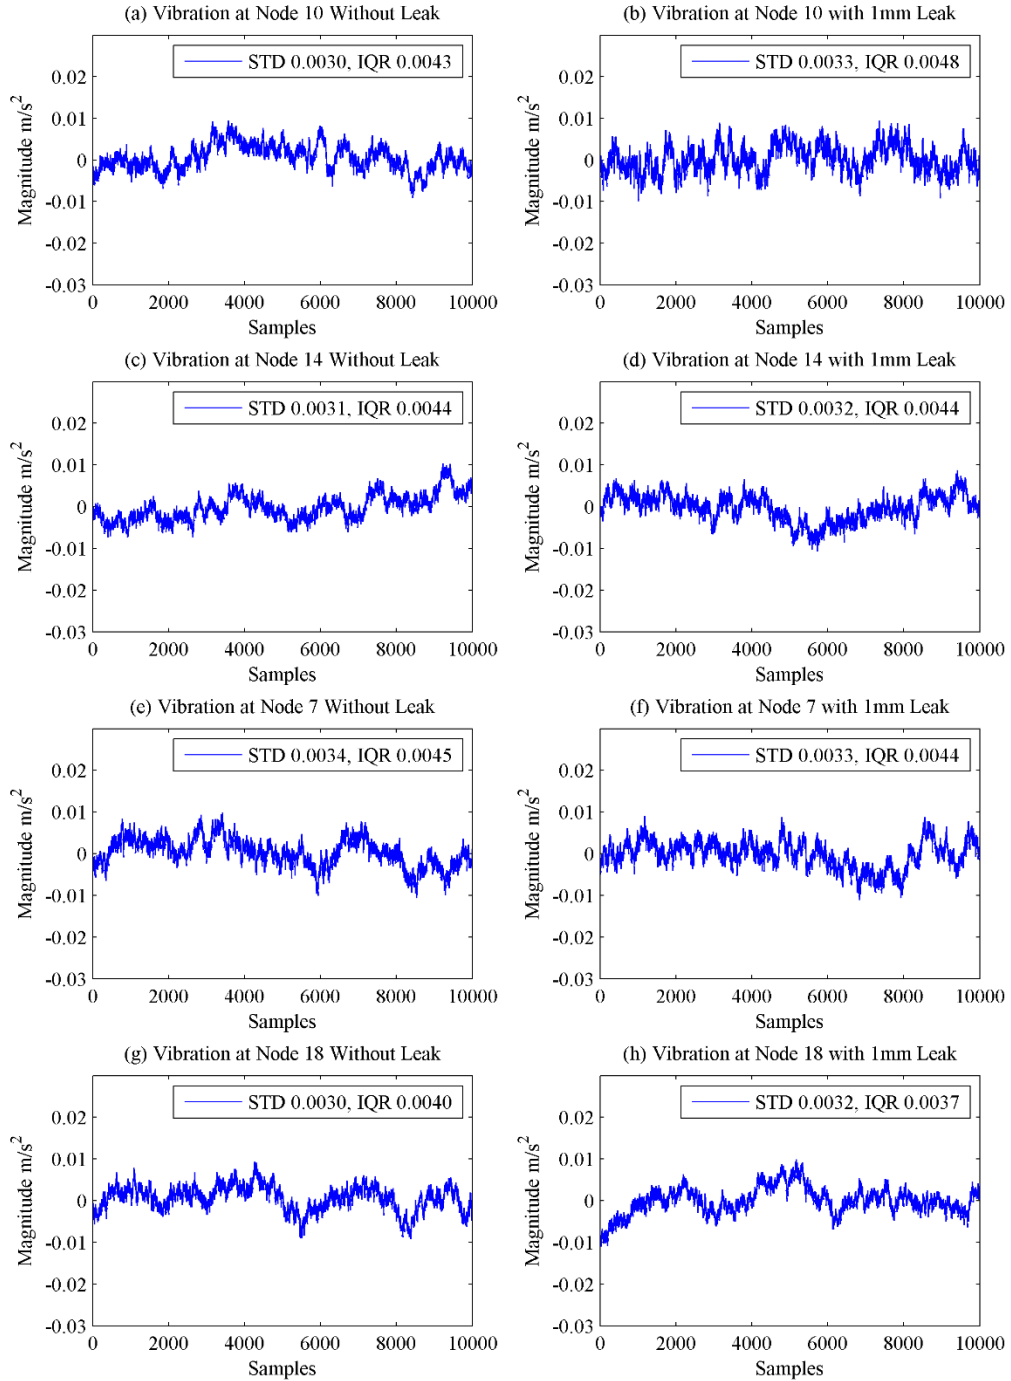 (a) Vibration at Node 10 Without Leak
STD 0.0030, IQR 0.0043
0.02
0.01
0
-0.01
-0.02
-0.03
Magnitude m/s²
0 2000 4000 6000 8000 10000
Samples
(b) Vibration at Node 10 with 1mm Leak
STD 0.0033, IQR 0.0048
0.02
0.01
0
-0.01
-0.02
-0.03
Magnitude m/s²
0 2000 4000 6000 8000 10000
Samples
(c) Vibration at Node 14 Without Leak
STD 0.0031, IQR 0.0044
0.02
0.01
0
-0.01
-0.02
-0.03
Magnitude m/s²
0 2000 4000 6000 8000 10000
Samples
(d) Vibration at Node 14 with 1mm Leak
STD 0.0032, IQR 0.0044
0.02
0.01
0
-0.01
-0.02
-0.03
Magnitude m/s²
0 2000 4000 6000 8000 10000
Samples
(e) Vibration at Node 7 Without Leak
STD 0.0034, IQR 0.0045
0.02
0.01
0
-0.01
-0.02
-0.03
Magnitude m/s²
0 2000 4000 6000 8000 10000
Samples
(f) Vibration at Node 7 with 1mm Leak
STD 0.0033, IQR 0.0044
0.02
0.01
0
-0.01
-0.02
-0.03
Magnitude m/s²
0 2000 4000 6000 8000 10000
Samples
(g) Vibration at Node 18 Without Leak
STD 0.0030, IQR 0.0040
0.02
0.01
0
-0.01
-0.02
-0.03
Magnitude m/s²
0 2000 4000 6000 8000 10000
Samples
(h) Vibration at Node 18 with 1mm Leak
STD 0.0032, IQR 0.0037
0.02
0.01
0
-0.01
-0.02
-0.03
Magnitude m/s²
0 2000 4000 6000 8000 10000
Samples